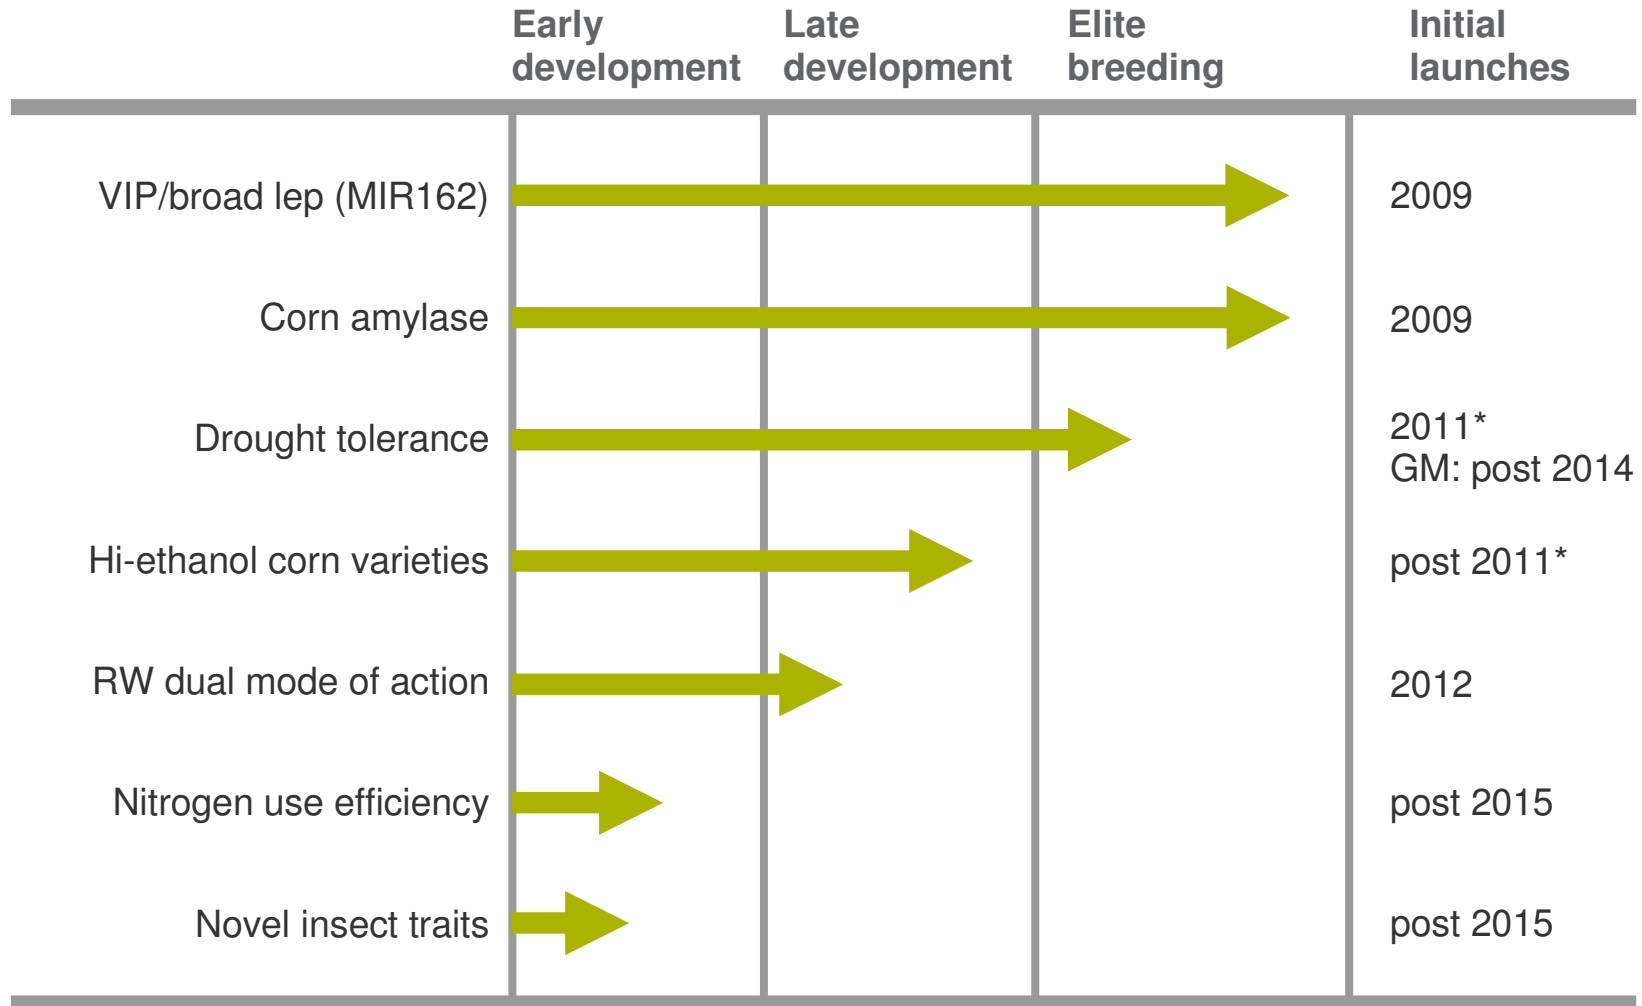 Early
development
Late
development
Elite
breeding
Initial
launches
VIP/broad lep (MIR162)
2009
Corn amylase
2009
Drought tolerance
2011*
GM: post 2014
Hi-ethanol corn varieties
post 2011*
RW dual mode of action
2012
Nitrogen use efficiency
post 2015
Novel insect traits
post 2015